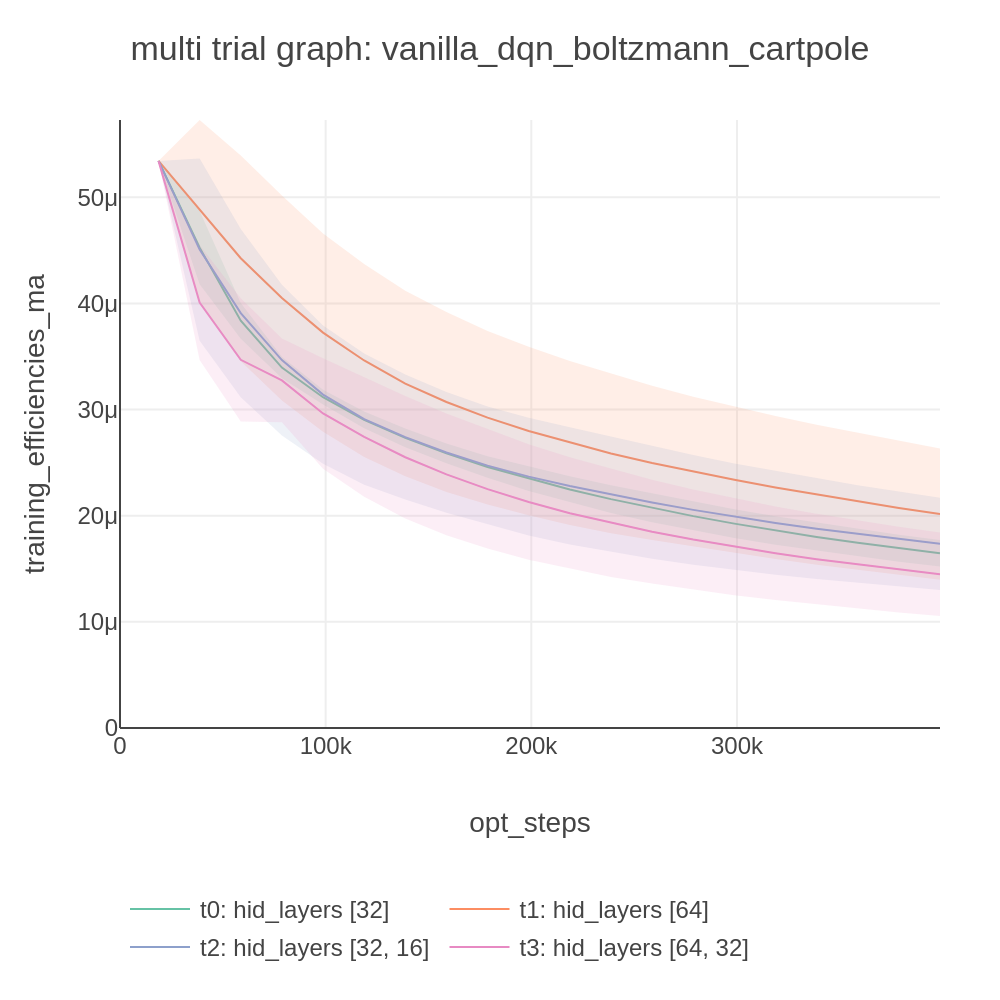 multi trial graph: vanilla_dqn_boltzmann_cartpole
training_efficiencies_ma
50μ
40μ
30μ
20μ
10μ
0
0 100k 200k 300k
opt_steps
t0: hid_layers [32] t1: hid_layers [64]
t2: hid_layers [32, 16] t3: hid_layers [64, 32]